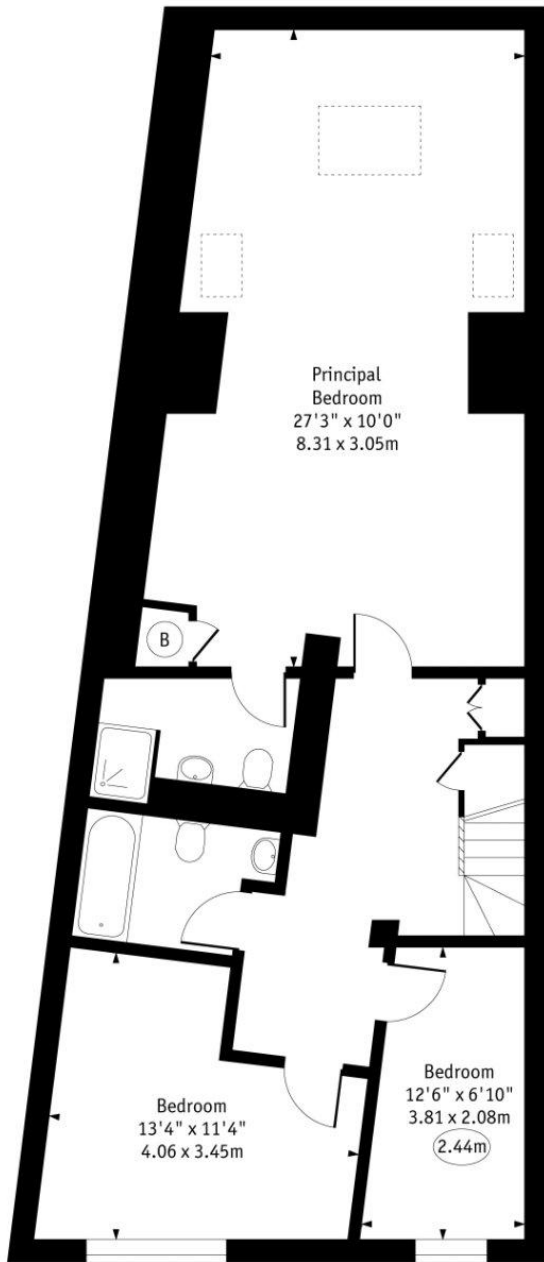 Principal
Bedroom
27'3" x 10'0"
8.31 x 3.05m
B
Bedroom
12'6" x 6'10"
3.81 x 2.08m
2.44m
Bedroom
13'4" x 11'4"
4.06 x 3.45m